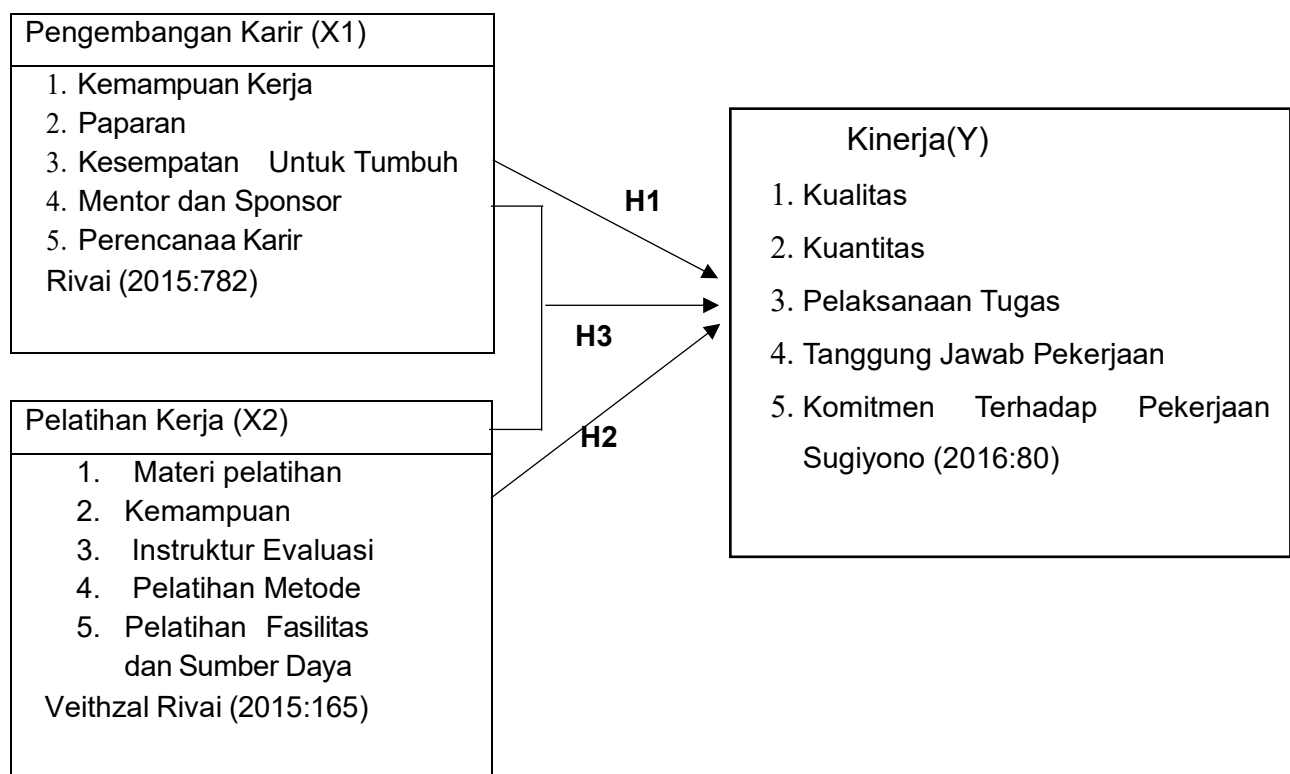 Pengembangan Karir (X1)
1. Kemampuan Kerja
2. Paparan
3. Kesempatan Untuk Tumbuh
4. Mentor dan Sponsor
5. Perencanaa Karir
Rivai (2015:782)
Pelatihan Kerja (X2)
1. Materi pelatihan
2. Kemampuan
3. Instruktur Evaluasi
4. Pelatihan Metode
5. Pelatihan Fasilitas
dan Sumber Daya
Veithzal Rivai (2015:165)
H1
H3
H2
Kinerja(Y)
1. Kualitas
2. Kuantitas
3. Pelaksanaan Tugas
4. Tanggung Jawab Pekerjaan
5. Komitmen Terhadap Pekerjaan
Sugiyono (2016:80)